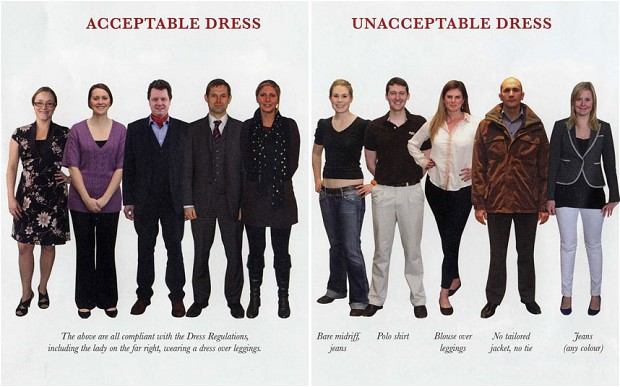 ACCEPTABLE DRESS
The above are all compliant with the Dress Regulations,
including the lady on the far right, wearing a dress over leggings.
UNACCEPTABLE DRESS
Bare midriff,
jeans
Polo shirt
Blouse over
leggings
No tailored
jacket, no tie
Jeans
(any colour)